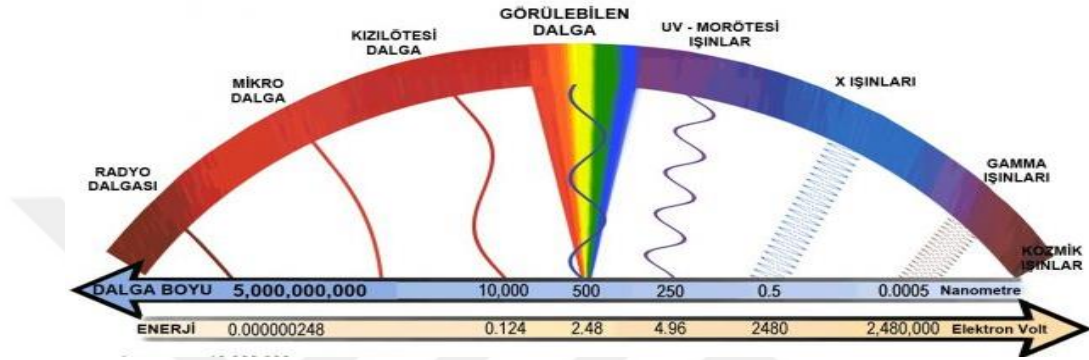 GÖRÜLEBİLEN
DALGA
KIZILÖTESİ
DALGA
UV - MORÖTESİ
IŞINLAR
MİKRO
DALGA
X IŞINLARI
RADYO
DALGASI
GAMMA
IŞINLARI
KOZMİK
IŞINLAR
DALGA BOYU 5,000,000,000 10,000 500 250 0.5 0.0005 Nanometre
ENERJİ 0.000000248 0.124 2.48 4.96 2480 2,480,000 Elektron Volt